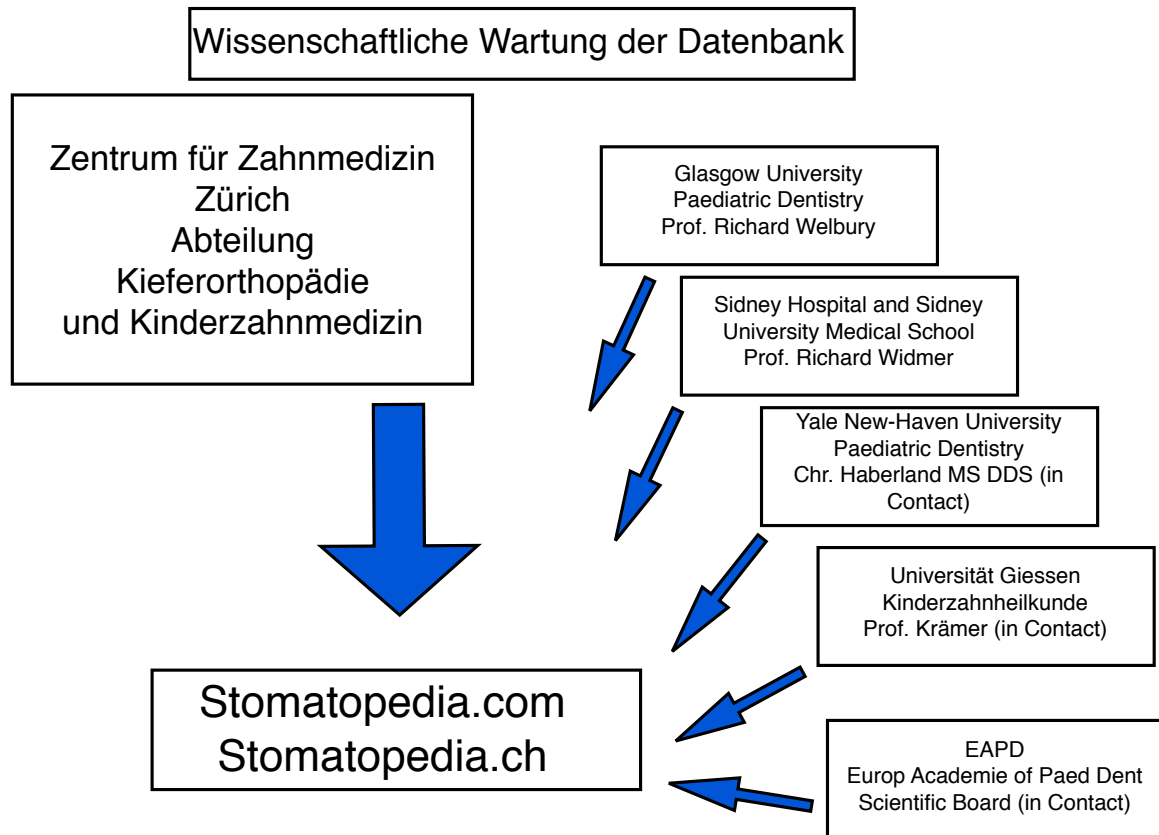 Wissenschaftliche Wartung der Datenbank
Zentrum für Zahnmedizin
Zürich
Abteilung
Kieferorthopädie
und Kinderzahnmedizin
Glasgow University
Paediatric Dentistry
Prof. Richard Welbury
Sidney Hospital and Sidney
University Medical School
Prof. Richard Widmer
Yale New-Haven University
Paediatric Dentistry
Chr. Haberland MS DDS (in
Contact)
Universität Giessen
Kinderzahnheilkunde
Prof. Krämer (in Contact)
EAPD
Europ Academie of Paed Dent
Scientific Board (in Contact)
Stomatopedia.com
Stomatopedia.ch